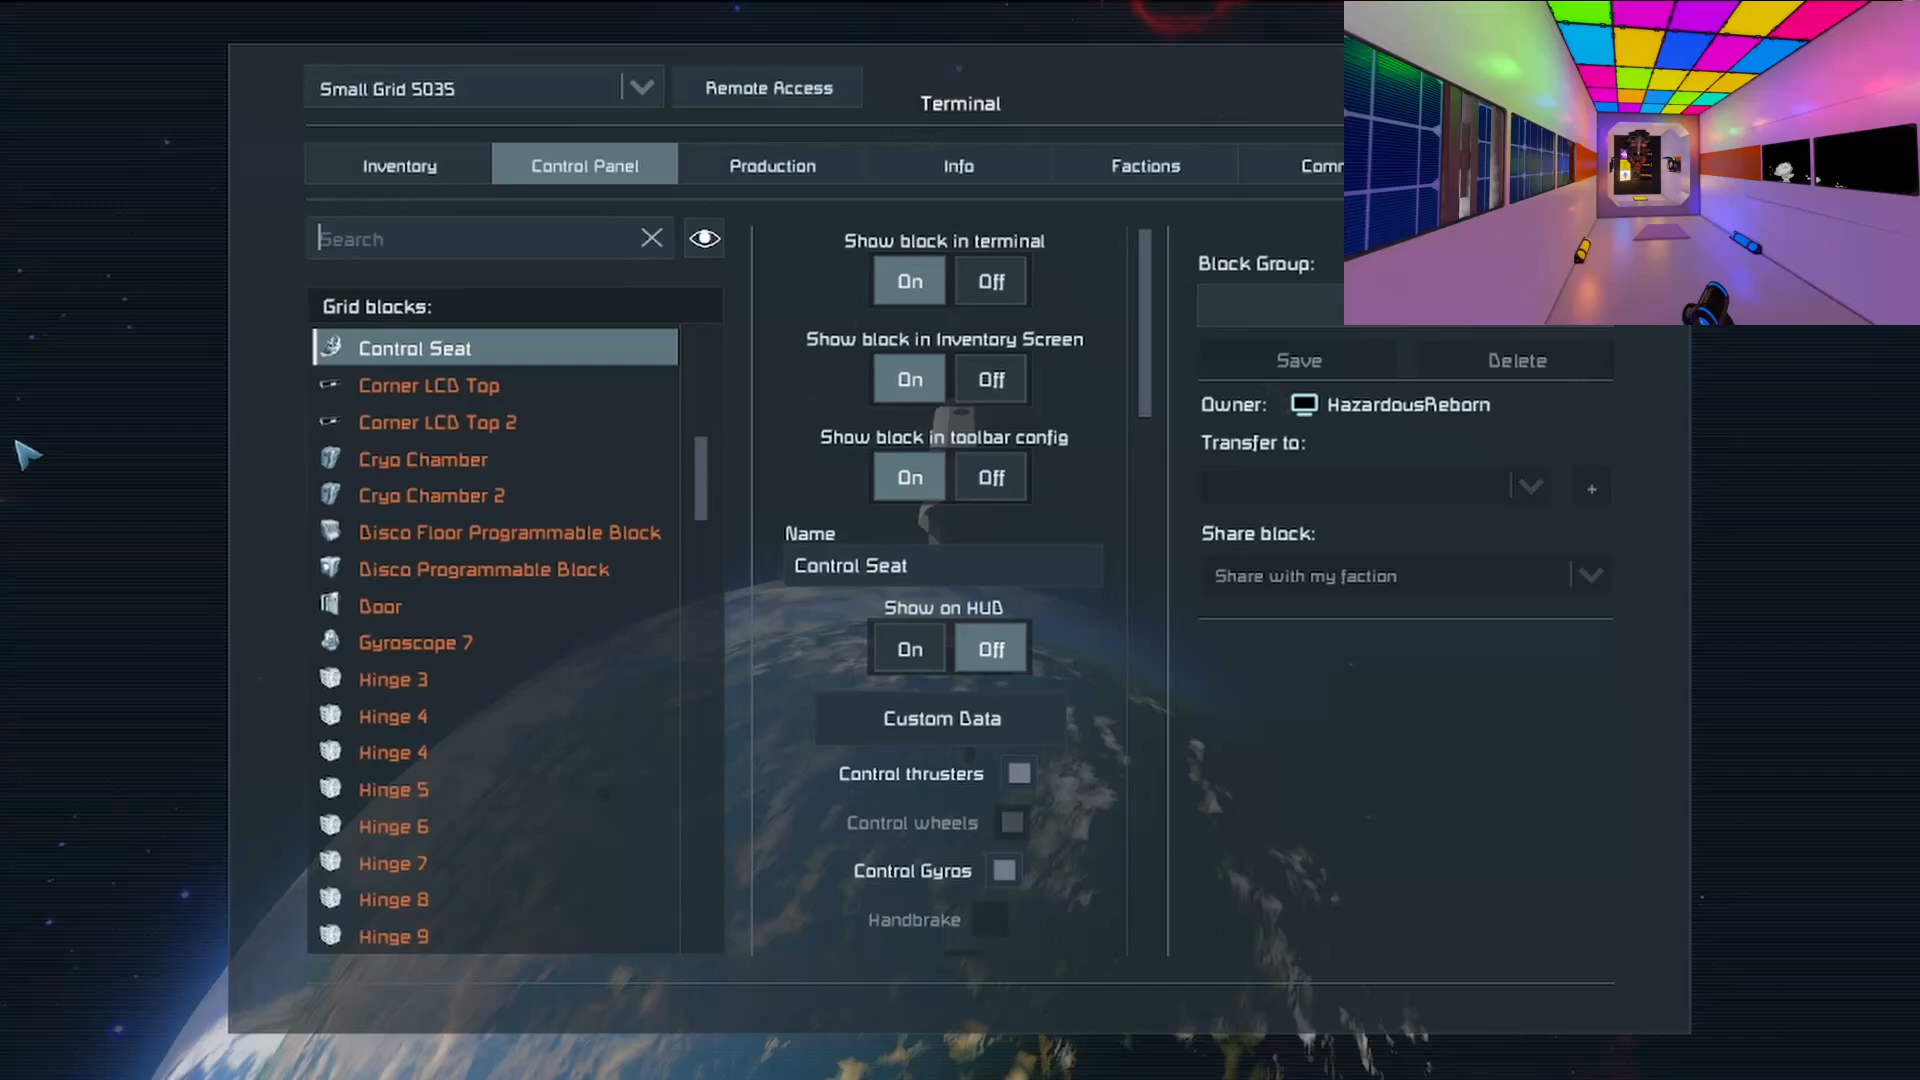 Small Grid 5035
Remote Access
Terminal
Inventory
Control Panel
Production
Info
Factions
Comm
Search
Grid blocks:
Control Seat
Corner LCD Top
Corner LCD Top 2
Cryo Chamber
Cryo Chamber 2
Disco Floor Programmable Block
Disco Programmable Block
Door
Gyroscope 7
Hinge 3
Hinge 4
Hinge 4
Hinge 5
Hinge 6
Hinge 7
Hinge 8
Hinge 9
Show block in terminal
On Off
Show block in Inventory Screen
On Off
Show block in toolbar config
On Off
Name
Control Seat
Show on HUD
On Off
Custom Data
Control thrusters
Control wheels
Control Gyros
Handbrake
Block Group:
Save
Delete
Owner: HazardousReborn
Transfer to:
+
Share block:
Share with my faction